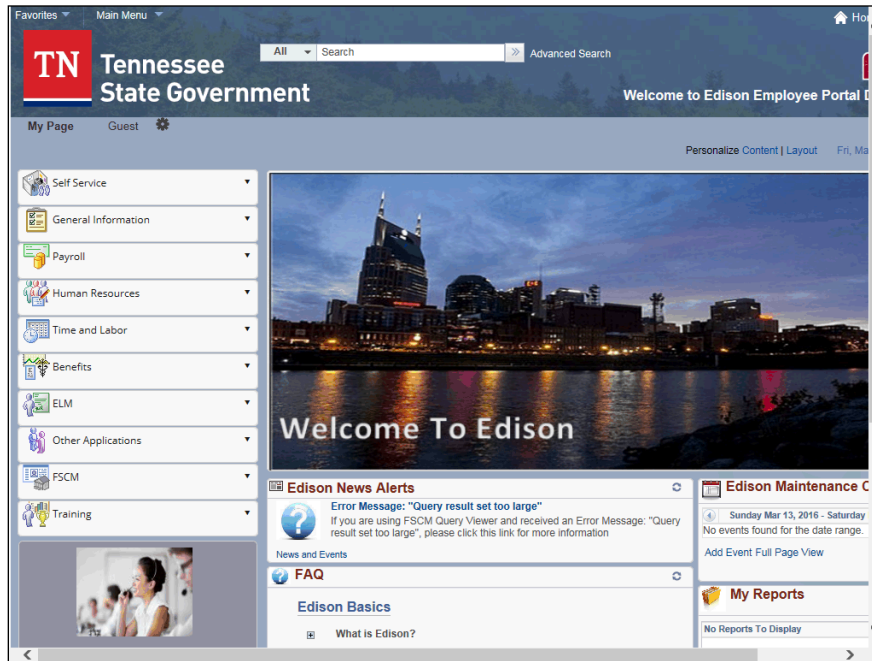 Favorites Main Menu
All Search Advanced Search
TN Tennessee
State Government
Welcome to Edison Employee Portal
My Page Guest
Personalize Content | Layout Fri,
Self Service
General Information
Payroll
Human Resources
Time and Labor
Benefits
ELM
Other Applications
FSCM
Training
Welcome To Edison
Edison News Alerts
Error Message: "Query result set too large"
If you are using FSCM Query Viewer and received an Error Message: "Query
result set too large", please click this link for more information
News and Events
FAQ
Edison Basics
What is Edison?
Edison Maintenance
Sunday Mar 13, 2016 - Saturday
No events found for the date range.
Add Event Full Page View
My Reports
No Reports To Display